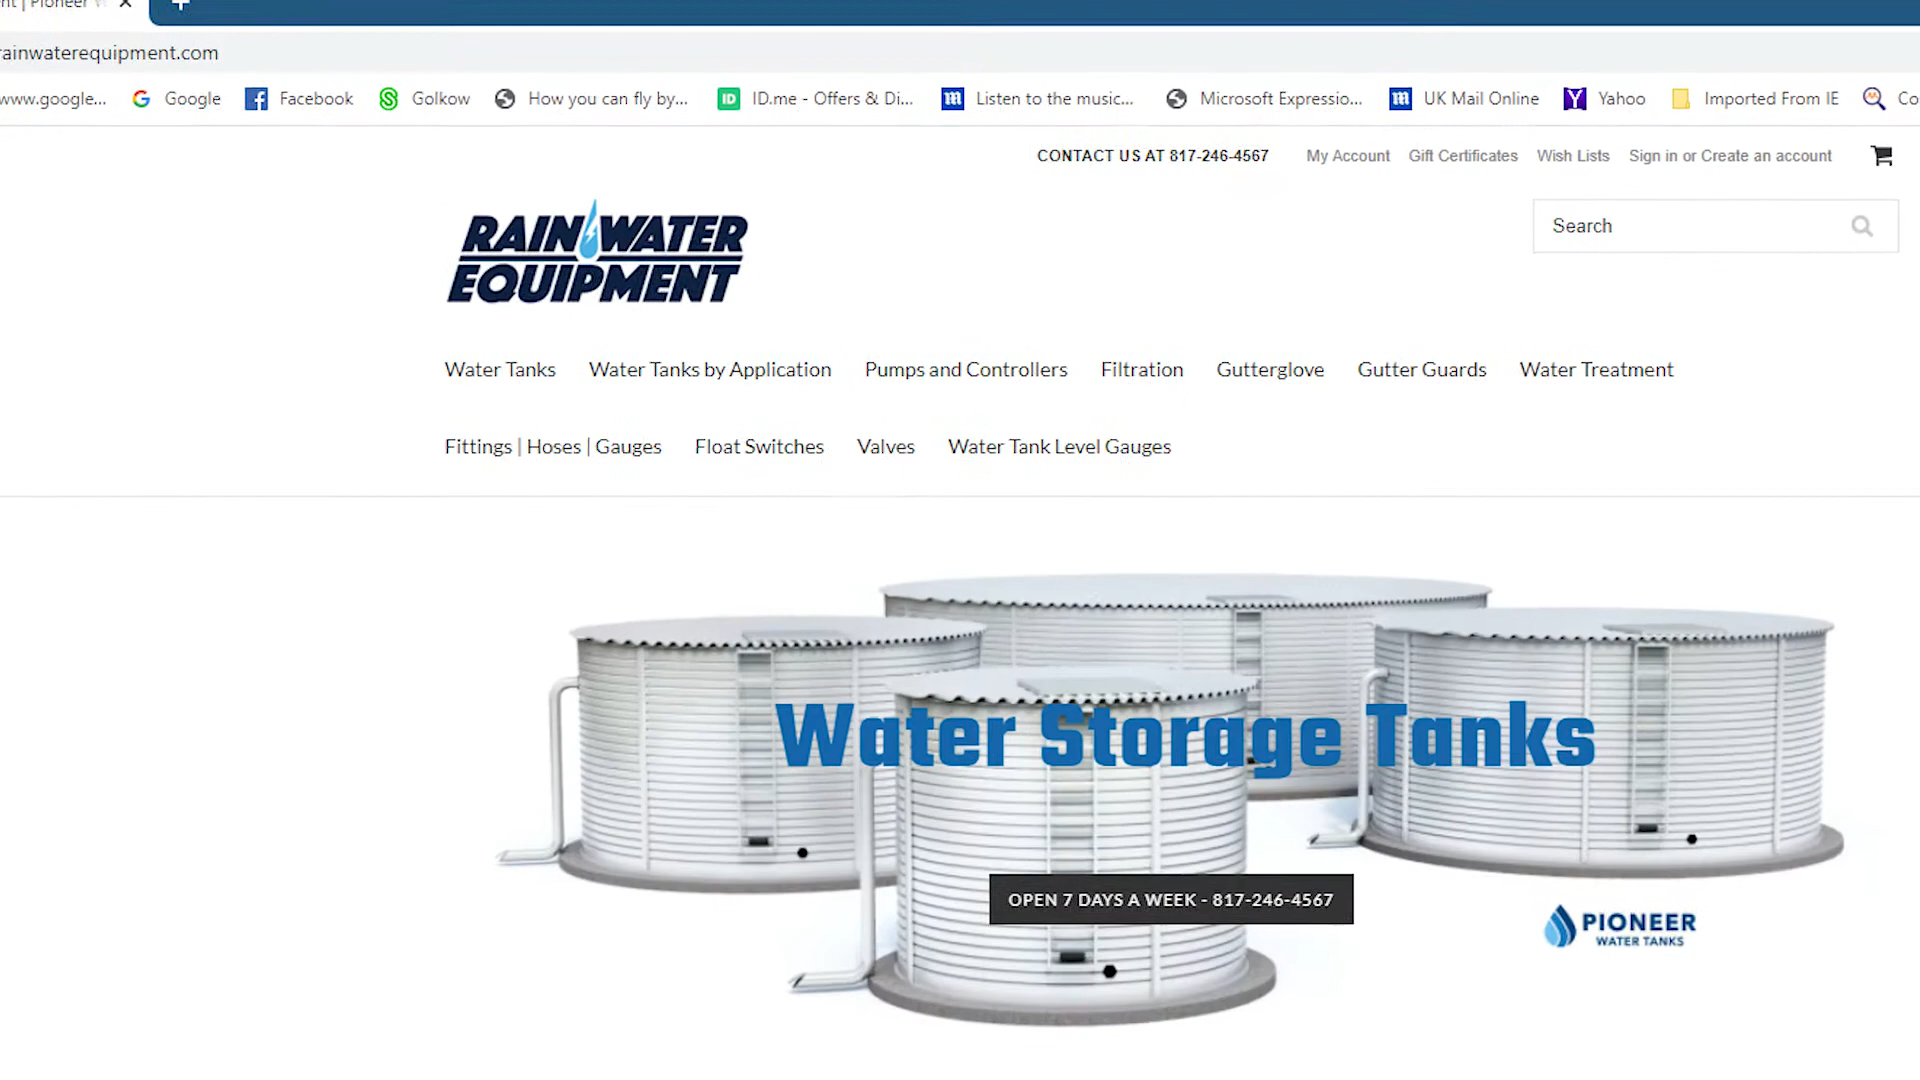 Pioneer
rainwaterequipment.com
www.google... Google Facebook Golkow How you can fly by... ID.me - Offers & Di... Listen to the music... Microsoft Expressio... UK Mail Online Yahoo Imported From IE Co
CONTACT US AT 817-246-4567 My Account Gift Certificates Wish Lists Sign in or Create an account
RAIN WATER
EQUIPMENT
Search
Water Tanks Water Tanks by Application Pumps and Controllers Filtration Gutterglove Gutter Guards Water Treatment
Fittings | Hoses | Gauges Float Switches Valves Water Tank Level Gauges
Water Storage Tanks
OPEN 7 DAYS A WEEK - 817-246-4567
PIONEER
WATER TANKS